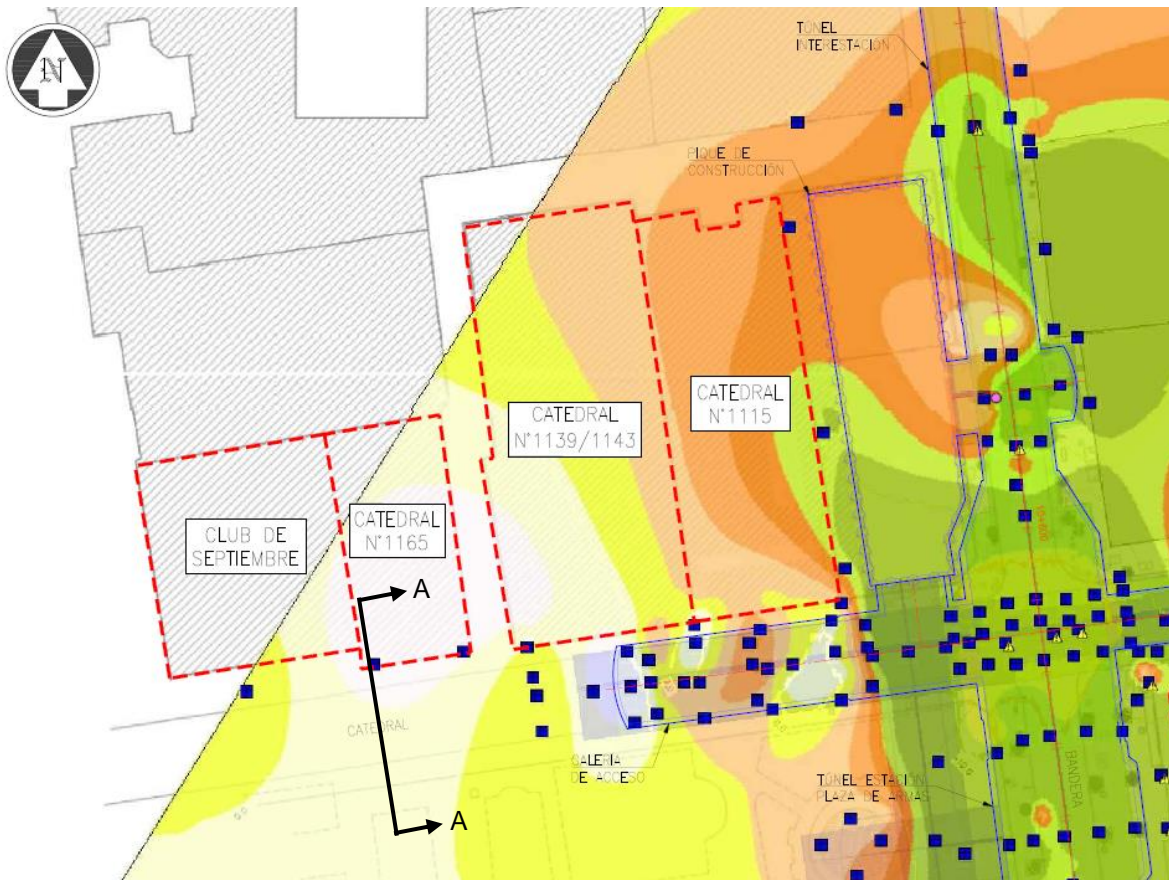 N
TÚNEL
INTERESTACIÓN
PIQUE DE
CONSTRUCCIÓN
CATEDRAL
N°1139/1143
CATEDRAL
N°1115
CLUB DE
SEPTIEMBRE
CATEDRAL
N°1165
A
A
CATEDRAL
GALERIA
DE ACCESO
TÚNEL ESTACIÓN
PLAZA DE ARMAS
BANDERA